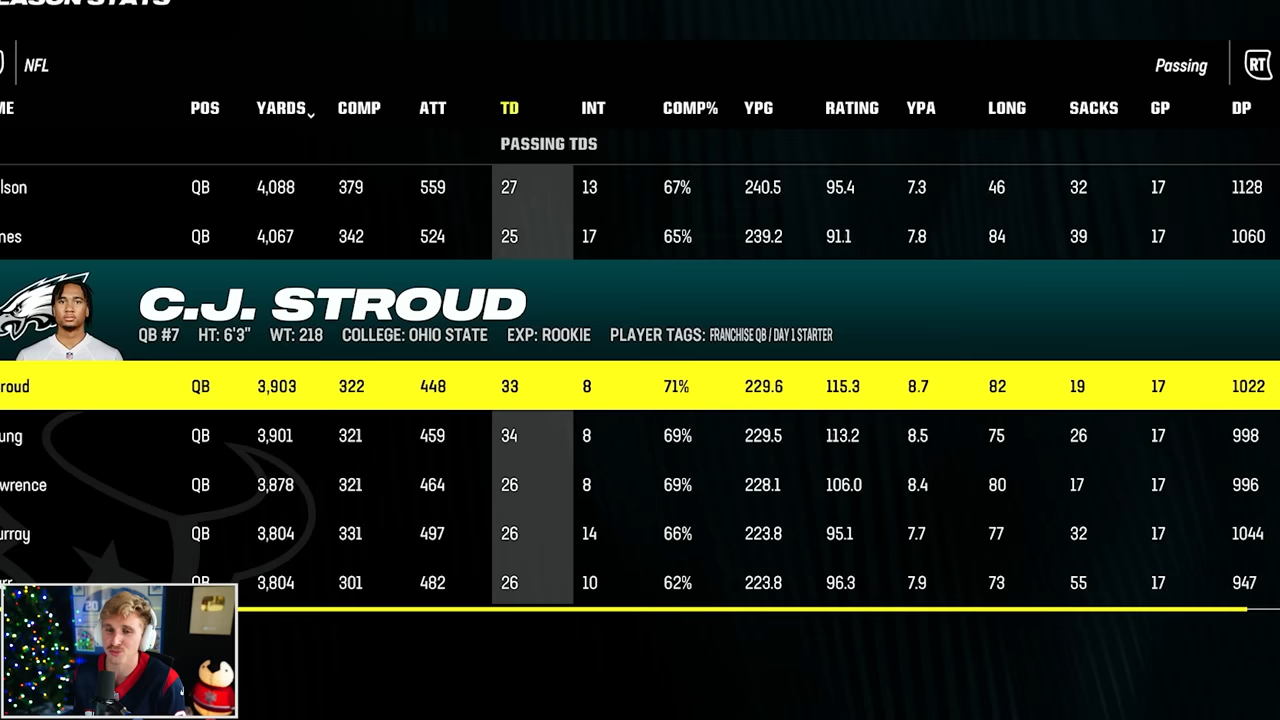 EASON STATS
NFL
Passing RT
ME POS YARDS COMP ATT TD INT COMP% YPG RATING YPA LONG SACKS GP DP
PASSING TDS
lson QB 4,088 379 559 27 13 67% 240.5 95.4 7.3 46 32 17 1128
nes QB 4,067 342 524 25 17 65% 239.2 91.1 7.8 84 39 17 1060
C.J. STROUD
QB #7 HT: 6'3" WT: 218 COLLEGE: OHIO STATE EXP: ROOKIE PLAYER TAGS: FRANCHISE QB / DAY 1 STARTER
roud QB 3,903 322 448 33 8 71% 229.6 115.3 8.7 82 19 17 1022
ung QB 3,901 321 459 34 8 69% 229.5 113.2 8.5 75 26 17 998
wrence QB 3,878 321 464 26 8 69% 228.1 106.0 8.4 80 17 17 996
urray QB 3,804 331 497 26 14 66% 223.8 95.1 7.7 77 32 17 1044
QB 3,804 301 482 26 10 62% 223.8 96.3 7.9 73 55 17 947